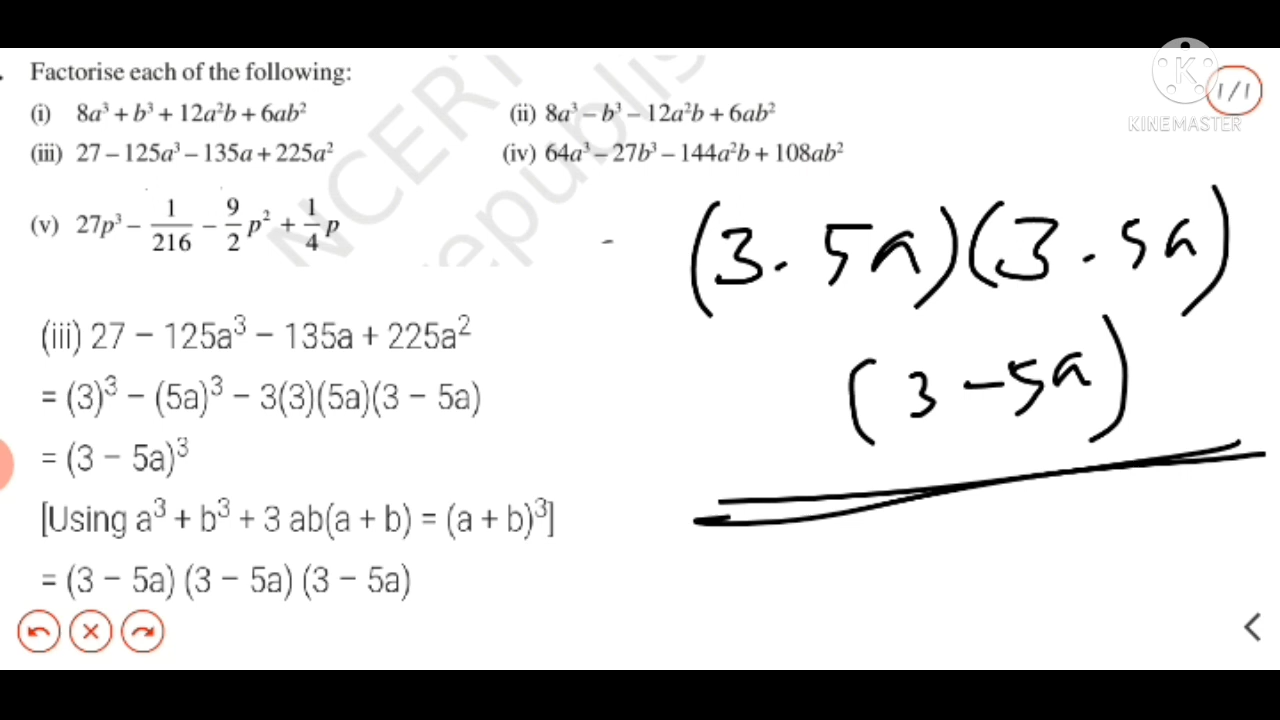 Factorise each of the following:
(i) 8a³ + b³ + 12a²b + 6ab² (ii) 8a³ – b³ – 12a²b + 6ab²
(iii) 27 – 125a³ – 135a + 225a² (iv) 64a³ – 27b³ – 144a²b + 108ab²
(v) 27p³ – 1/216 – 9/2 p² + 1/4 p
(iii) 27 – 125a³ – 135a + 225a²
= (3)³ – (5a)³ – 3(3)(5a)(3 – 5a)
= (3 – 5a)³
[Using a³ + b³ + 3 ab(a + b) = (a + b)³]
= (3 – 5a) (3 – 5a) (3 – 5a)
(3 - 5a)(3 - 5a)
(3 - 5a)
1/1
KINEMASTER
NCERT
republis